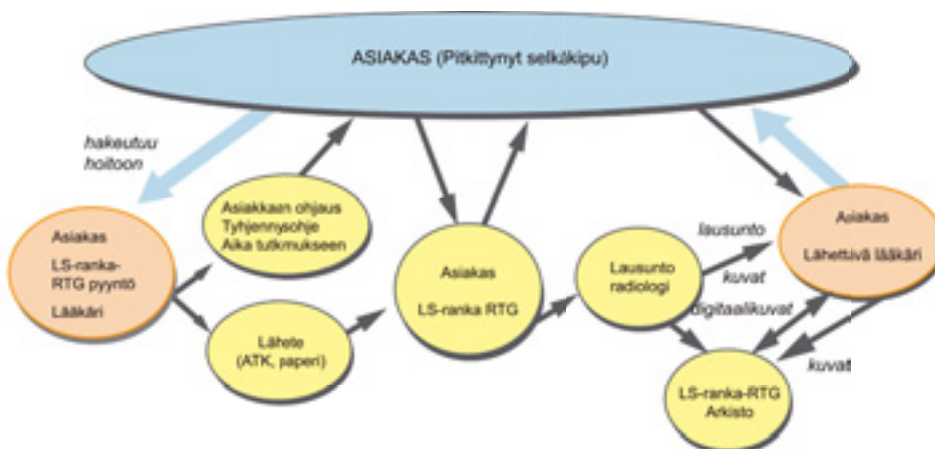 ASIAKAS (Pitkittynyt selkäkipu)
hakeutuu
hoitoon
Asiakas
LS-ranka-
RTG pyyntö
Lääkäri
Asiakkaan ohjaus
Tyhjennysohje
Aika tutkmukseen
Lähete
(ATK, paperi)
Asiakas
LS-ranka RTG
Lausunto
radiologi
lausunto
kuvat
digitaalikuvat
Asiakas
Lähettävä lääkäri
kuvat
LS-ranka-RTG
Arkisto